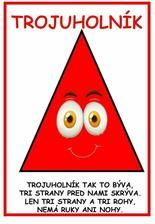 TROJUHOLNÍK
TROJUHOLNÍK TAK TO BÝVA,
TRI STRANY PRED NAMI SKRÝVA.
LEN TRI STRANY A TRI ROHY,
NEMÁ RUKY ANI NOHY.